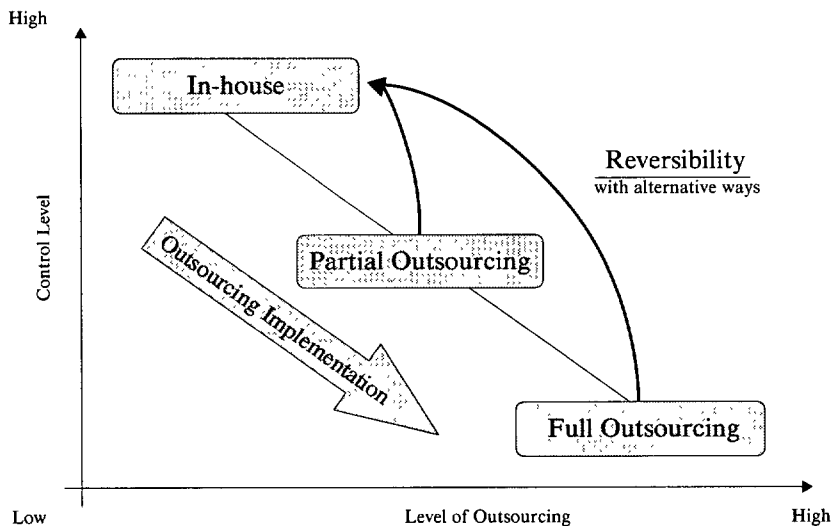 High
In-house
Reversibility
with alternative ways
Control Level
Partial Outsourcing
Outsourcing Implementation
Full Outsourcing
Low
Level of Outsourcing
High